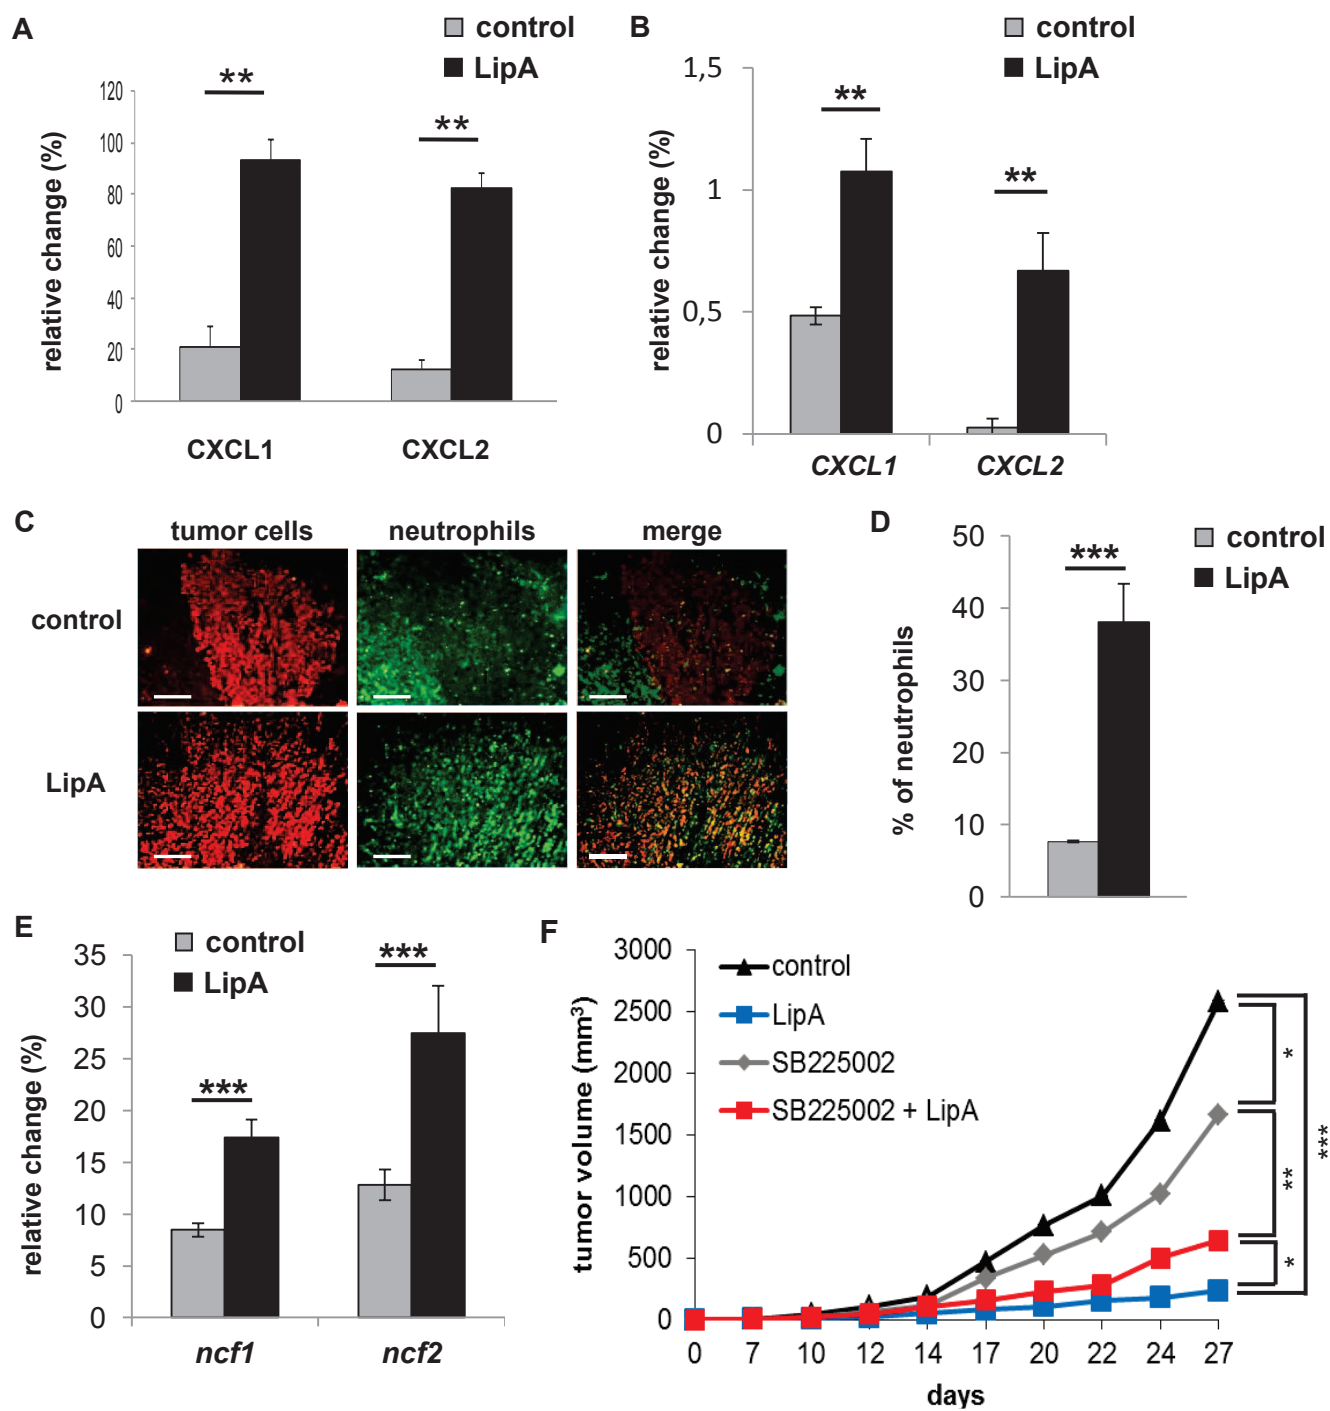 A
control
LipA
**
**
relative change (%)
120
100
80
60
40
20
0
CXCL1 CXCL2
B
control
LipA
**
**
relative change (%)
1,5
1
0,5
0
CXCL1 CXCL2
C
tumor cells neutrophils merge
control
LipA
D
control
LipA
***
% of neutrophils
50
40
30
20
10
0
E
control
LipA
***
***
relative change (%)
35
30
25
20
15
10
5
0
ncf1 ncf2
F
control
LipA
SB225002
SB225002 + LipA
tumor volume (mm³)
3000
2500
2000
1500
1000
500
0
0 7 10 12 14 17 20 22 24 27
days
*
**
*
***